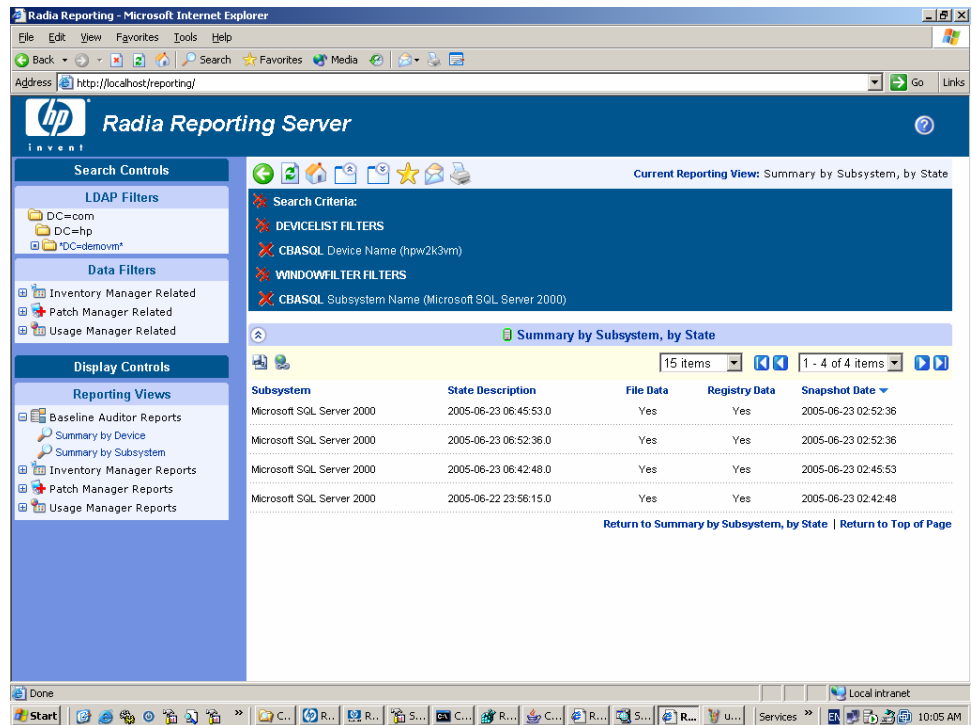 Radia Reporting - Microsoft Internet Explorer
File Edit View Favorites Tools Help
Back Search Favorites Media
Address http://localhost/reporting/ Go Links
hp
invent
Radia Reporting Server
Search Controls
LDAP Filters
DC=com
DC=hp
*DC=demovm*
Data Filters
Inventory Manager Related
Patch Manager Related
Usage Manager Related
Display Controls
Reporting Views
Baseline Auditor Reports
Summary by Device
Summary by Subsystem
Inventory Manager Reports
Patch Manager Reports
Usage Manager Reports
Current Reporting View: Summary by Subsystem, by State
Search Criteria:
DEVICELIST FILTERS
CBASQL Device Name (hpw2k3vm)
WINDOWFILTER FILTERS
CBASQL Subsystem Name (Microsoft SQL Server 2000)
Summary by Subsystem, by State
15 items 1 - 4 of 4 items
Subsystem State Description File Data Registry Data Snapshot Date
Microsoft SQL Server 2000 2005-06-23 06:45:53.0 Yes Yes 2005-06-23 02:52:36
Microsoft SQL Server 2000 2005-06-23 06:52:36.0 Yes Yes 2005-06-23 02:52:36
Microsoft SQL Server 2000 2005-06-23 06:42:48.0 Yes Yes 2005-06-23 02:45:53
Microsoft SQL Server 2000 2005-06-22 23:56:15.0 Yes Yes 2005-06-23 02:42:48
Return to Summary by Subsystem, by State | Return to Top of Page
Done Local intranet
Start » C... R... R... S... C... R... C... R... S... R... u... Services » EN 10:05 AM